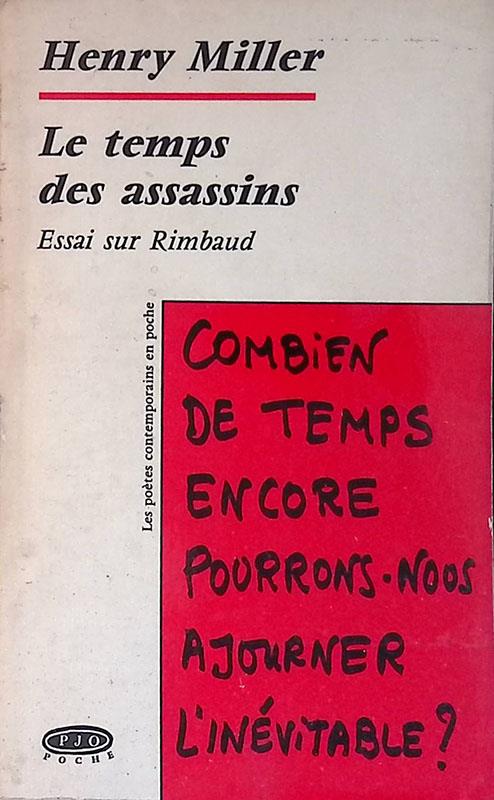 Henry Miller
Le temps
des assassins
Essai sur Rimbaud
Les poètes contemporains en poche
COMBIEN
DE TEMPS
ENCORE
POURRONS-NOUS
AJOURNER
L'INÉVITABLE?
PJO
POCHE